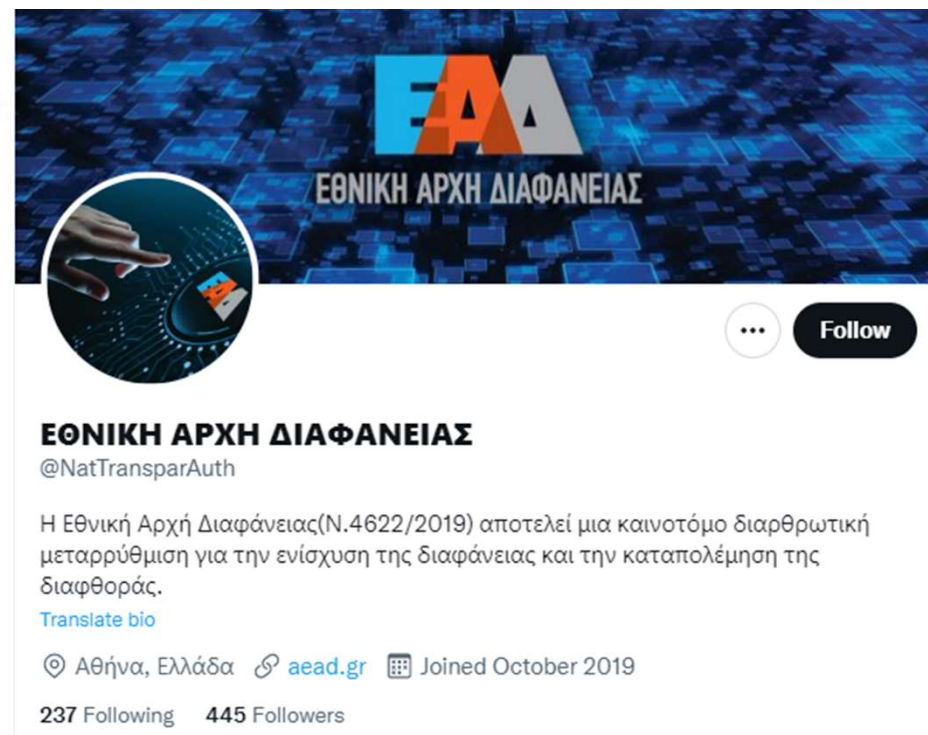 ΕΑΔ
ΕΘΝΙΚΗ ΑΡΧΗ ΔΙΑΦΑΝΕΙΑΣ
Follow
ΕΘΝΙΚΗ ΑΡΧΗ ΔΙΑΦΑΝΕΙΑΣ
@NatTransparAuth
Η Εθνική Αρχή Διαφάνειας(Ν.4622/2019) αποτελεί μια καινοτόμο διαρθρωτική
μεταρρύθμιση για την ενίσχυση της διαφάνειας και την καταπολέμηση της
διαφθοράς.
Translate bio
Αθήνα, Ελλάδα aead.gr Joined October 2019
237 Following 445 Followers